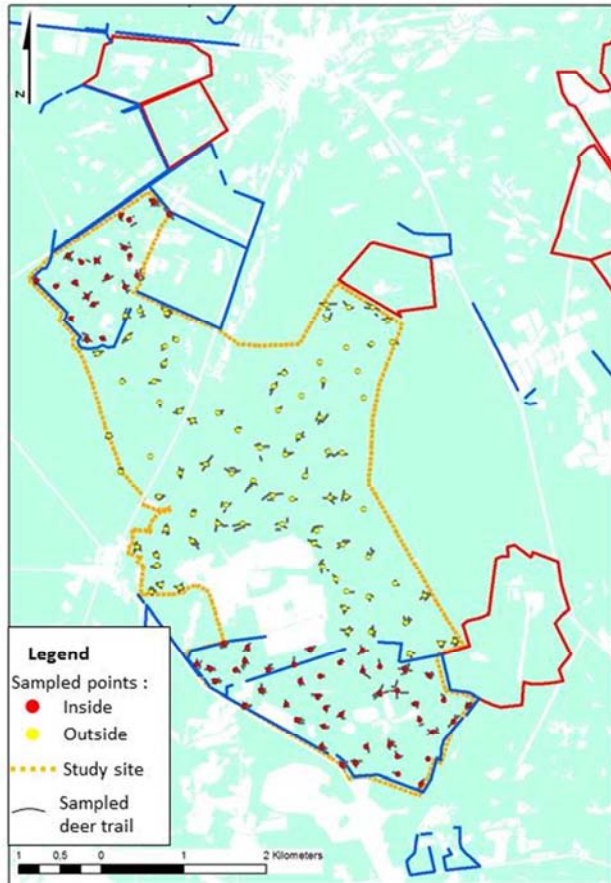 N
Legend
Sampled points :
Inside
Outside
Study site
Sampled
deer trail
1 0,5 0 1 2 Kilometers